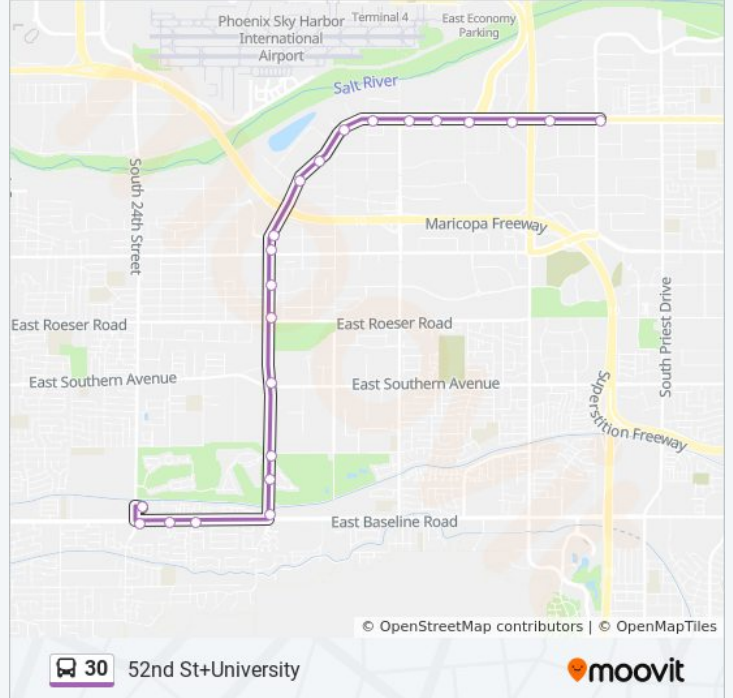 Phoenix Sky Harbor
International
Airport
Terminal 4
East Economy
Parking
Salt River
South 24th Street
Maricopa Freeway
East Roeser Road
East Roeser Road
South Priest Drive
East Southern Avenue
East Southern Avenue
Superstition Freeway
East Baseline Road
© OpenStreetMap contributors | © OpenMapTiles
30
52nd St+University
moovit